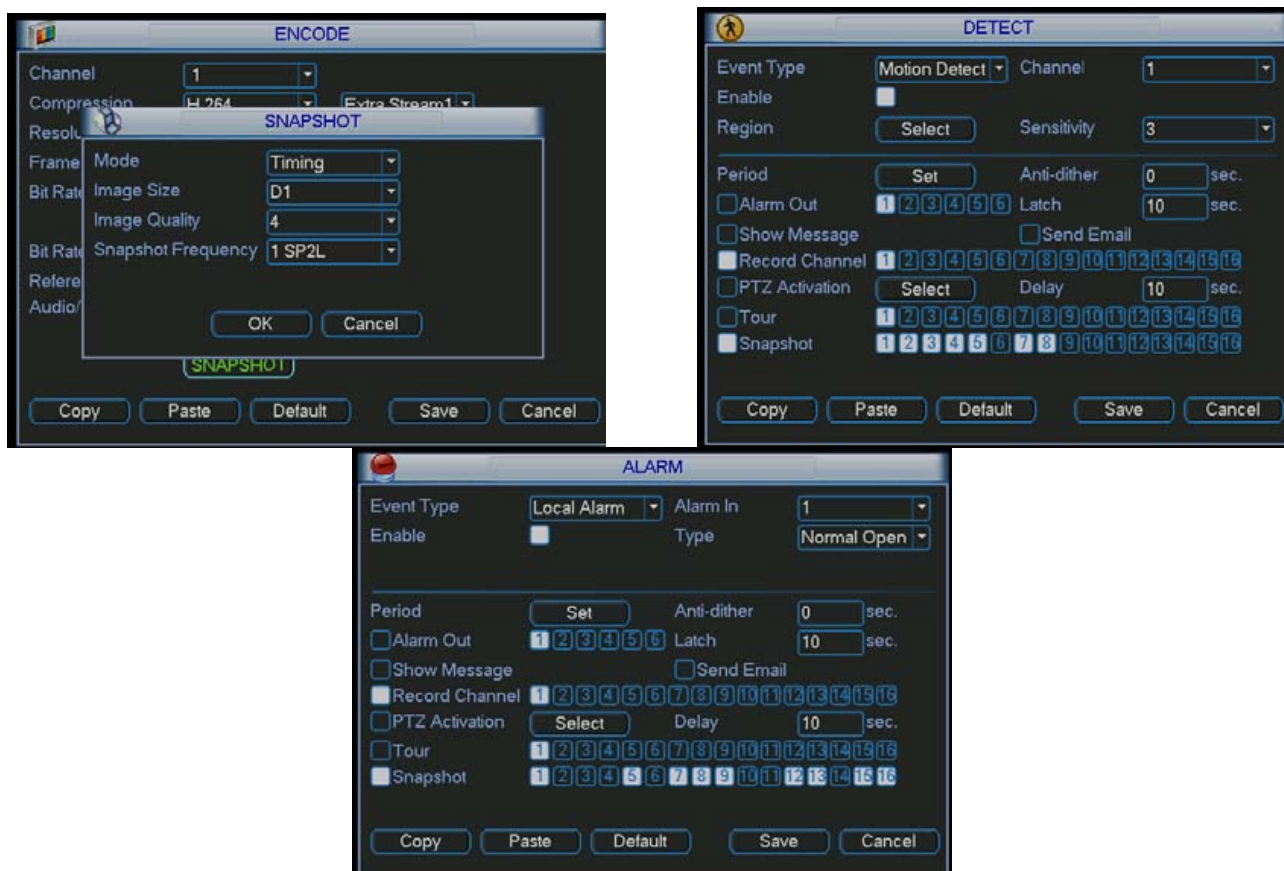 ENCODE
Channel 1
Compression H.264 Extra Stream1
SNAPSHOT
Mode Timing
Image Size D1
Image Quality 4
Snapshot Frequency 1 SP2L
OK Cancel
Resolu
Frame
Bit Rate
Bit Rate
Refere
Audio/
SNAPSHOT
Copy Paste Default Save Cancel
DETECT
Event Type Motion Detect Channel 1
Enable
Region Select Sensitivity 3
Period Set Anti-dither 0 sec.
Alarm Out 1 2 3 4 5 6 Latch 10 sec.
Show Message Send Email
Record Channel 1 2 3 4 5 6 7 8 9 10 11 12 13 14 15 16
PTZ Activation Select Delay 10 sec.
Tour 1 2 3 4 5 6 7 8 9 10 11 12 13 14 15 16
Snapshot 1 2 3 4 5 6 7 8 9 10 11 12 13 14 15 16
Copy Paste Default Save Cancel
ALARM
Event Type Local Alarm Alarm In 1
Enable Type Normal Open
Period Set Anti-dither 0 sec.
Alarm Out 1 2 3 4 5 6 Latch 10 sec.
Show Message Send Email
Record Channel 1 2 3 4 5 6 7 8 9 10 11 12 13 14 15 16
PTZ Activation Select Delay 10 sec.
Tour 1 2 3 4 5 6 7 8 9 10 11 12 13 14 15 16
Snapshot 1 2 3 4 5 6 7 8 9 10 11 12 13 14 15 16
Copy Paste Default Save Cancel